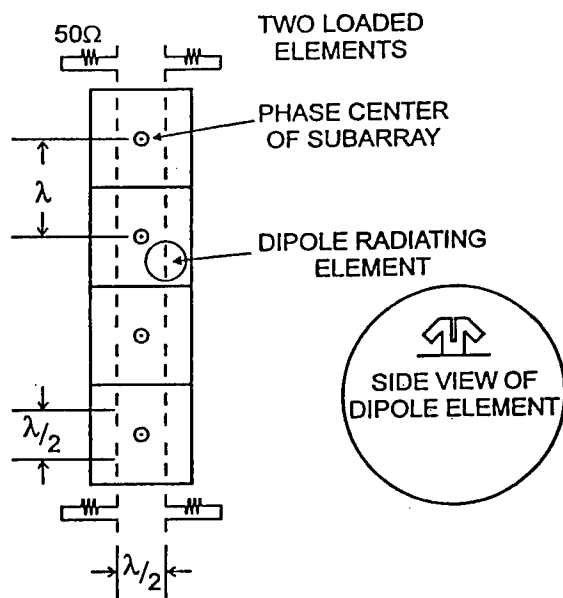 50Ω
TWO LOADED
ELEMENTS
PHASE CENTER
OF SUBARRAY
λ
DIPOLE RADIATING
ELEMENT
SIDE VIEW OF
DIPOLE ELEMENT
λ/2
λ/2